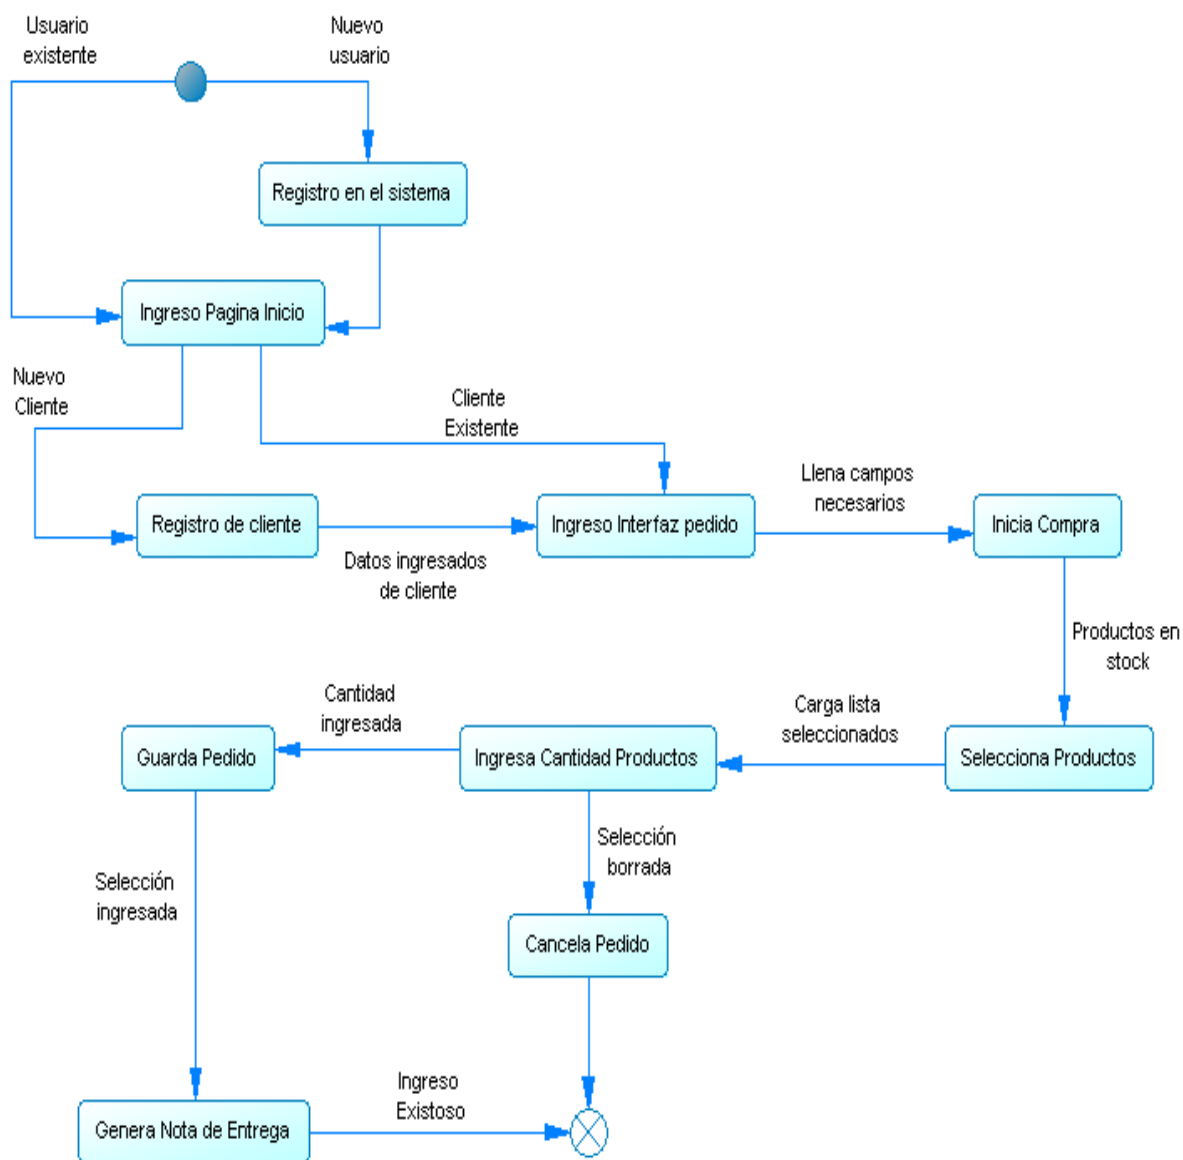 Usuario
existente
Nuevo
usuario
Registro en el sistema
Ingreso Pagina Inicio
Nuevo
Cliente
Cliente
Existente
Llena campos
necesarios
Registro de cliente
Ingreso Interfaz pedido
Inicia Compra
Datos ingresados
de cliente
Productos en
stock
Cantidad
ingresada
Carga lista
seleccionados
Guarda Pedido
Ingresa Cantidad Productos
Selecciona Productos
Selección
borrada
Selección
ingresada
Cancela Pedido
Ingreso
Existoso
Genera Nota de Entrega